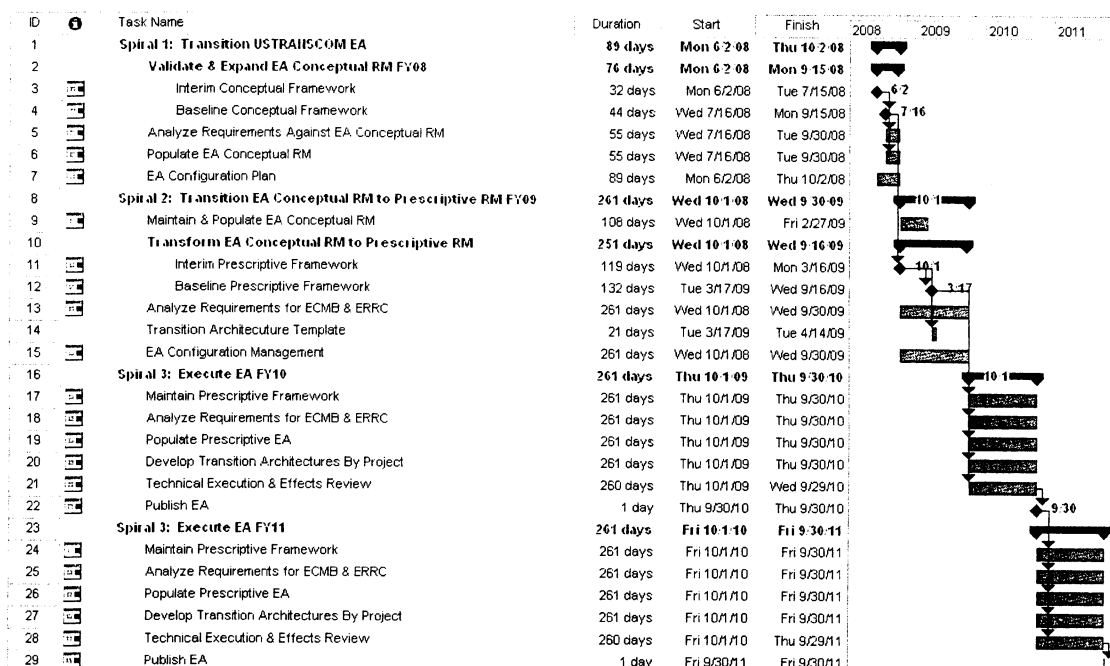 ID Task Name Duration Start Finish 2008 2009 2010 2011
1 Spiral 1: Transition USTRANSCOM EA 89 days Mon 6/2/08 Thu 10/2/08
2 Validate & Expand EA Conceptual RM FY08 76 days Mon 6/2/08 Mon 9/15/08
3 Interim Conceptual Framework 32 days Mon 6/2/08 Tue 7/15/08 6/2
4 Baseline Conceptual Framework 44 days Wed 7/16/08 Mon 9/15/08 7/16
5 Analyze Requirements Against EA Conceptual RM 55 days Wed 7/16/08 Tue 9/30/08
6 Populate EA Conceptual RM 55 days Wed 7/16/08 Tue 9/30/08
7 EA Configuration Plan 89 days Mon 6/2/08 Thu 10/2/08
8 Spiral 2: Transition EA Conceptual RM to Prescriptive RM FY09 261 days Wed 10/1/08 Wed 9/30/09 10/1
9 Maintain & Populate EA Conceptual RM 108 days Wed 10/1/08 Fri 2/27/09
10 Transform EA Conceptual RM to Prescriptive RM 251 days Wed 10/1/08 Wed 9/16/09
11 Interim Prescriptive Framework 119 days Wed 10/1/08 Mon 3/16/09 10/1
12 Baseline Prescriptive Framework 132 days Tue 3/17/09 Wed 9/16/09 3/17
13 Analyze Requirements for ECMB & ERRC 261 days Wed 10/1/08 Wed 9/30/09
14 Transition Architecuture Template 21 days Tue 3/17/09 Tue 4/14/09
15 EA Configuration Management 261 days Wed 10/1/08 Wed 9/30/09
16 Spiral 3: Execute EA FY10 261 days Thu 10/1/09 Thu 9/30/10 10/1
17 Maintain Prescriptive Framework 261 days Thu 10/1/09 Thu 9/30/10
18 Analyze Requirements for ECMB & ERRC 261 days Thu 10/1/09 Thu 9/30/10
19 Populate Prescriptive EA 261 days Thu 10/1/09 Thu 9/30/10
20 Develop Transition Architectures By Project 261 days Thu 10/1/09 Thu 9/30/10
21 Technical Execution & Effects Review 260 days Thu 10/1/09 Wed 9/29/10
22 Publish EA 1 day Thu 9/30/10 Thu 9/30/10 9/30
23 Spiral 3: Execute EA FY11 261 days Fri 10/1/10 Fri 9/30/11
24 Maintain Prescriptive Framework 261 days Fri 10/1/10 Fri 9/30/11
25 Analyze Requirements for ECMB & ERRC 261 days Fri 10/1/10 Fri 9/30/11
26 Populate Prescriptive EA 261 days Fri 10/1/10 Fri 9/30/11
27 Develop Transition Architectures By Project 261 days Fri 10/1/10 Fri 9/30/11
28 Technical Execution & Effects Review 260 days Fri 10/1/10 Thu 9/29/11
29 Publish EA 1 day Fri 9/30/11 Fri 9/30/11